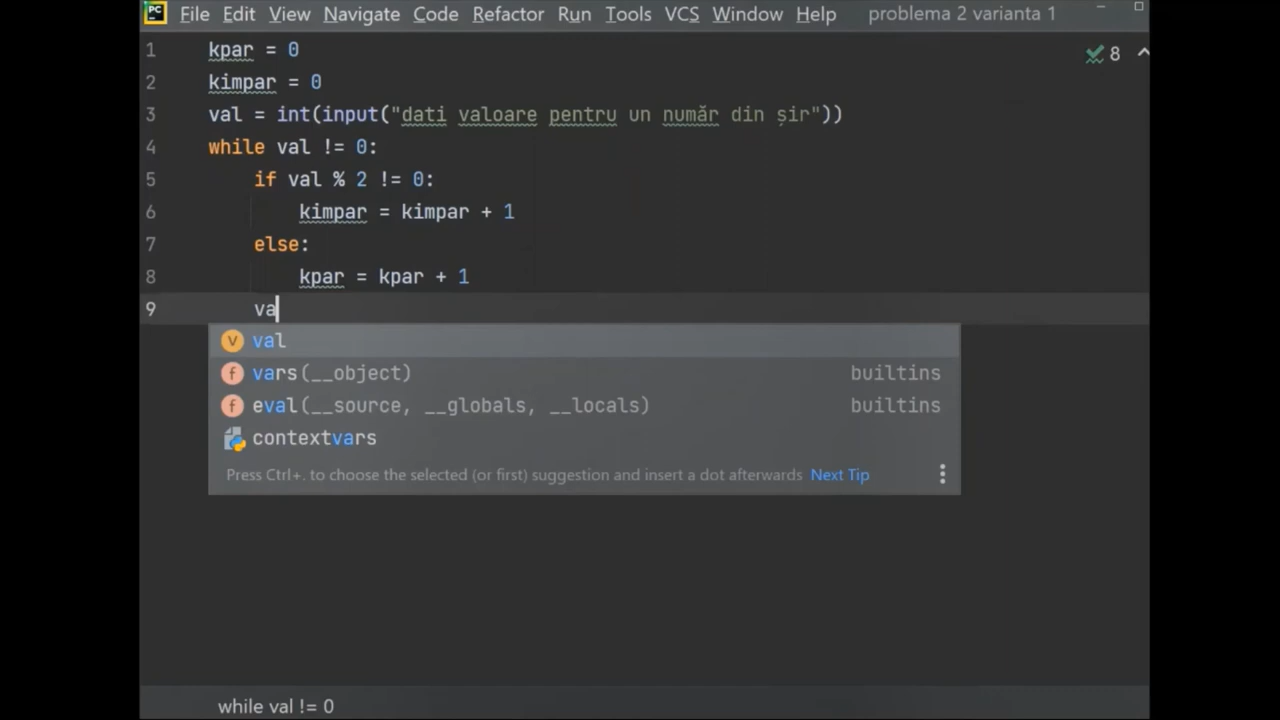 PC File Edit View Navigate Code Refactor Run Tools VCS Window Help problema 2 varianta 1
1 kpar = 0
8
2 kimpar = 0
3 val = int(input("dati valoare pentru un număr din șir"))
4 while val != 0:
5 if val % 2 != 0:
6 kimpar = kimpar + 1
7 else:
8 kpar = kpar + 1
9 va
V val
f vars(__object) builtins
f eval(__source, __globals, __locals) builtins
contextvars
Press Ctrl+. to choose the selected (or first) suggestion and insert a dot afterwards Next Tip
while val != 0